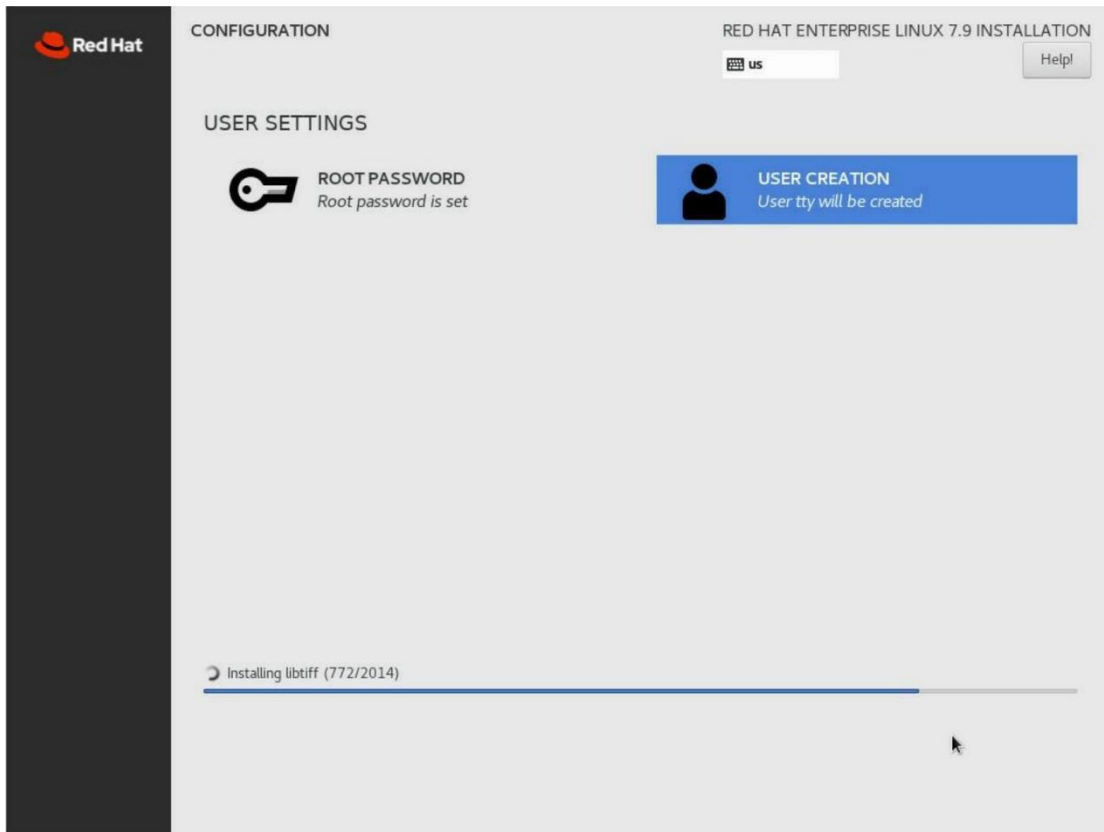 Red Hat
CONFIGURATION
RED HAT ENTERPRISE LINUX 7.9 INSTALLATION
us
Help!
USER SETTINGS
ROOT PASSWORD
Root password is set
USER CREATION
User tty will be created
Installing libtiff (772/2014)